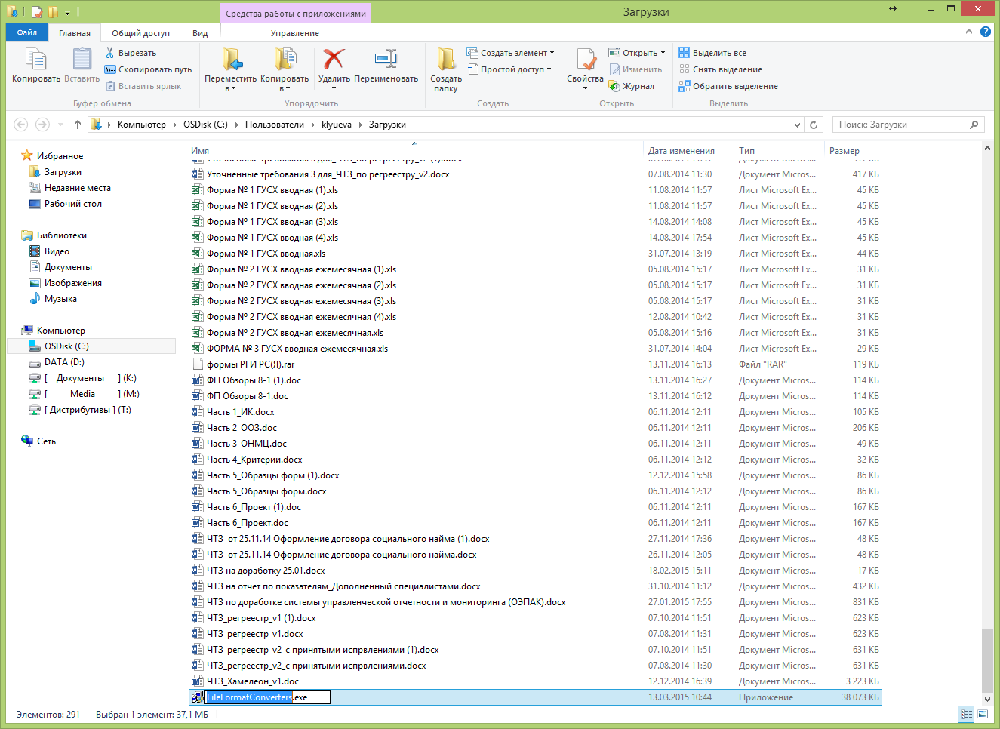 Средства работы с приложениями
Загрузки
Файл Главная Общий доступ Вид Управление
Копировать
Вставить
Вырезать
Скопировать путь
Вставить ярлык
Буфер обмена
Переместить в
Копировать в
Удалить
Переименовать
Упорядочить
Создать папку
Создать элемент
Простой доступ
Создать
Свойства
Открыть
Изменить
Журнал
Открыть
Выделить все
Снять выделение
Обратить выделение
Выделить
Компьютер OSDisk (C:) Пользователи klyueva Загрузки
Поиск: Загрузки
Избранное
Загрузки
Недавние места
Рабочий стол
Библиотеки
Видео
Документы
Изображения
Музыка
Компьютер
OSDisk (C:)
DATA (D:)
[ Документы ] (K:)
[ Media ] (M:)
[ Дистрибутивы ] (T:)
Сеть
Имя Дата изменения Тип Размер
Уточненные требования 3 для_ЧТЗ_по регреестру_v2.docx 07.08.2014 11:30 Документ Micros... 417 КБ
Форма № 1 ГУСХ вводная (1).xls 11.08.2014 11:57 Лист Microsoft Ex... 45 КБ
Форма № 1 ГУСХ вводная (2).xls 11.08.2014 11:57 Лист Microsoft Ex... 45 КБ
Форма № 1 ГУСХ вводная (3).xls 14.08.2014 14:08 Лист Microsoft Ex... 45 КБ
Форма № 1 ГУСХ вводная (4).xls 14.08.2014 17:54 Лист Microsoft Ex... 45 КБ
Форма № 1 ГУСХ вводная.xls 31.07.2014 13:19 Лист Microsoft Ex... 44 КБ
Форма № 2 ГУСХ вводная ежемесячная (1).xls 05.08.2014 15:17 Лист Microsoft Ex... 31 КБ
Форма № 2 ГУСХ вводная ежемесячная (2).xls 05.08.2014 15:17 Лист Microsoft Ex... 31 КБ
Форма № 2 ГУСХ вводная ежемесячная (3).xls 05.08.2014 15:17 Лист Microsoft Ex... 31 КБ
Форма № 2 ГУСХ вводная ежемесячная (4).xls 12.08.2014 10:42 Лист Microsoft Ex... 31 КБ
Форма № 2 ГУСХ вводная ежемесячная.xls 05.08.2014 15:16 Лист Microsoft Ex... 31 КБ
ФОРМА № 3 ГУСХ вводная ежемесячная.xls 31.07.2014 14:04 Лист Microsoft Ex... 29 КБ
формы РГИ РС(Я).rar 13.11.2014 16:13 Файл "RAR" 119 КБ
ФП Обзоры 8-1 (1).doc 13.11.2014 16:27 Документ Micros... 114 КБ
ФП Обзоры 8-1.doc 13.11.2014 16:12 Документ Micros... 114 КБ
Часть 1_ИК.docx 06.11.2014 12:11 Документ Micros... 105 КБ
Часть 2_ООЗ.doc 06.11.2014 12:11 Документ Micros... 206 КБ
Часть 3_ОНМЦ.doc 06.11.2014 12:11 Документ Micros... 49 КБ
Часть 4_Критерии.docx 06.11.2014 12:12 Документ Micros... 32 КБ
Часть 5_Образцы форм (1).docx 12.12.2014 15:58 Документ Micros... 86 КБ
Часть 5_Образцы форм.docx 06.11.2014 12:12 Документ Micros... 86 КБ
Часть 6_Проект (1).doc 06.11.2014 12:11 Документ Micros... 167 КБ
Часть 6_Проект.doc 06.11.2014 12:11 Документ Micros... 167 КБ
ЧТЗ от 25.11.14 Оформление договора социального найма (1).docx 27.11.2014 17:36 Документ Micros... 48 КБ
ЧТЗ от 25.11.14 Оформление договора социального найма.docx 26.11.2014 12:05 Документ Micros... 48 КБ
ЧТЗ на доработку 25.01.docx 18.02.2015 15:11 Документ Micros... 17 КБ
ЧТЗ на отчет по показателям_Дополненный специалистами.docx 31.10.2014 11:12 Документ Micros... 432 КБ
ЧТЗ по доработке системы управленческой отчетности и мониторинга (ОЭПАК).docx 27.01.2015 17:55 Документ Micros... 831 КБ
ЧТЗ_регреестр_v1 (1).docx 07.10.2014 11:51 Документ Micros... 623 КБ
ЧТЗ_регреестр_v1.docx 07.08.2014 11:31 Документ Micros... 623 КБ
ЧТЗ_регреестр_v2_с принятыми испрвлениями (1).docx 07.10.2014 11:51 Документ Micros... 631 КБ
ЧТЗ_регреестр_v2_с принятыми испрвлениями.docx 07.08.2014 11:30 Документ Micros... 631 КБ
ЧТЗ_Хамелеон_v1.doc 12.12.2014 16:39 Документ Micros... 3 223 КБ
FileFormatConverters.exe 13.03.2015 10:44 Приложение 38 073 КБ
Элементов: 291 Выбран 1 элемент: 37,1 МБ